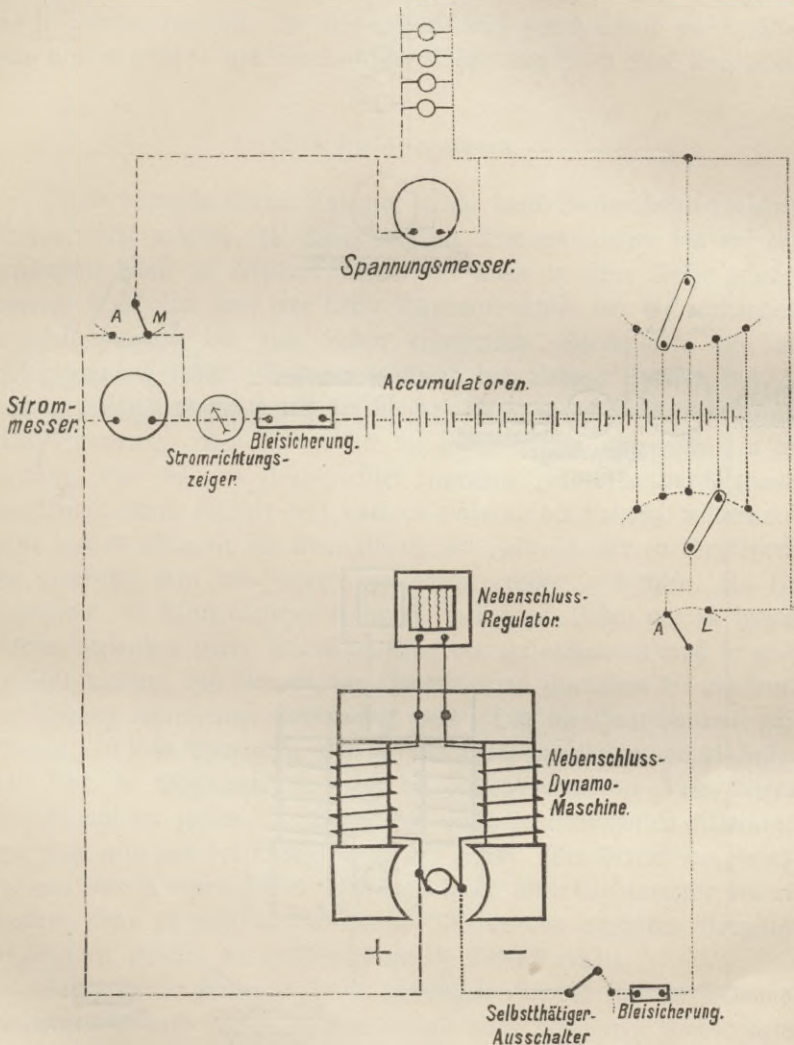 Spannungsmesser.
A M
Strom-
messer.
Accumulatoren.
Bleisicherung.
Stromrichtungs-
zeiger.
Nebenschluss-
Regulator.
A L
Nebenschluss-
Dynamo-
Maschine.
+ -
Selbstthätiger-
Ausschalter
Bleisicherung.